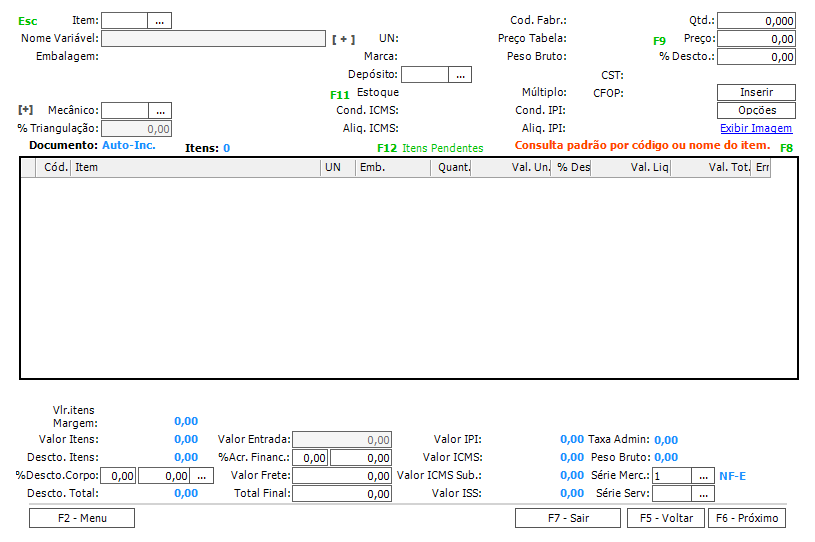 Esc Item: ... Cod. Fabr.: Qtd.: 0,000
Nome Variável: [ + ] UN: Preço Tabela: F9 Preço: 0,00
Embalagem: Marca: Peso Bruto: % Descto.: 0,00
Depósito: ... CST:
F11 Estoque Múltiplo: CFOP: Inserir
[+] Mecânico: ... Cond. ICMS: Cond. IPI: Opções
% Triangulação: 0,00 Aliq. ICMS: Aliq. IPI: Exibir Imagem
Documento: Auto-Inc. Itens: 0 F12 Itens Pendentes Consulta padrão por código ou nome do item. F8
Cód. Item UN Emb. Quant. Val. Un. % Des Val. Liq Val. Tot. Err
Vlr.itens
Margem: 0,00
Valor Itens: 0,00 Valor Entrada: 0,00 Valor IPI: 0,00 Taxa Admin: 0,00
Descto. Itens: 0,00 %Acr. Financ.: 0,00 0,00 Valor ICMS: 0,00 Peso Bruto: 0,00
%Descto.Corpo: 0,00 0,00 ... Valor Frete: 0,00 Valor ICMS Sub.: 0,00 Série Merc.: 1 ... NF-E
Descto. Total: 0,00 Total Final: 0,00 Valor ISS: 0,00 Série Serv: ...
F2 - Menu F7 - Sair F5 - Voltar F6 - Próximo